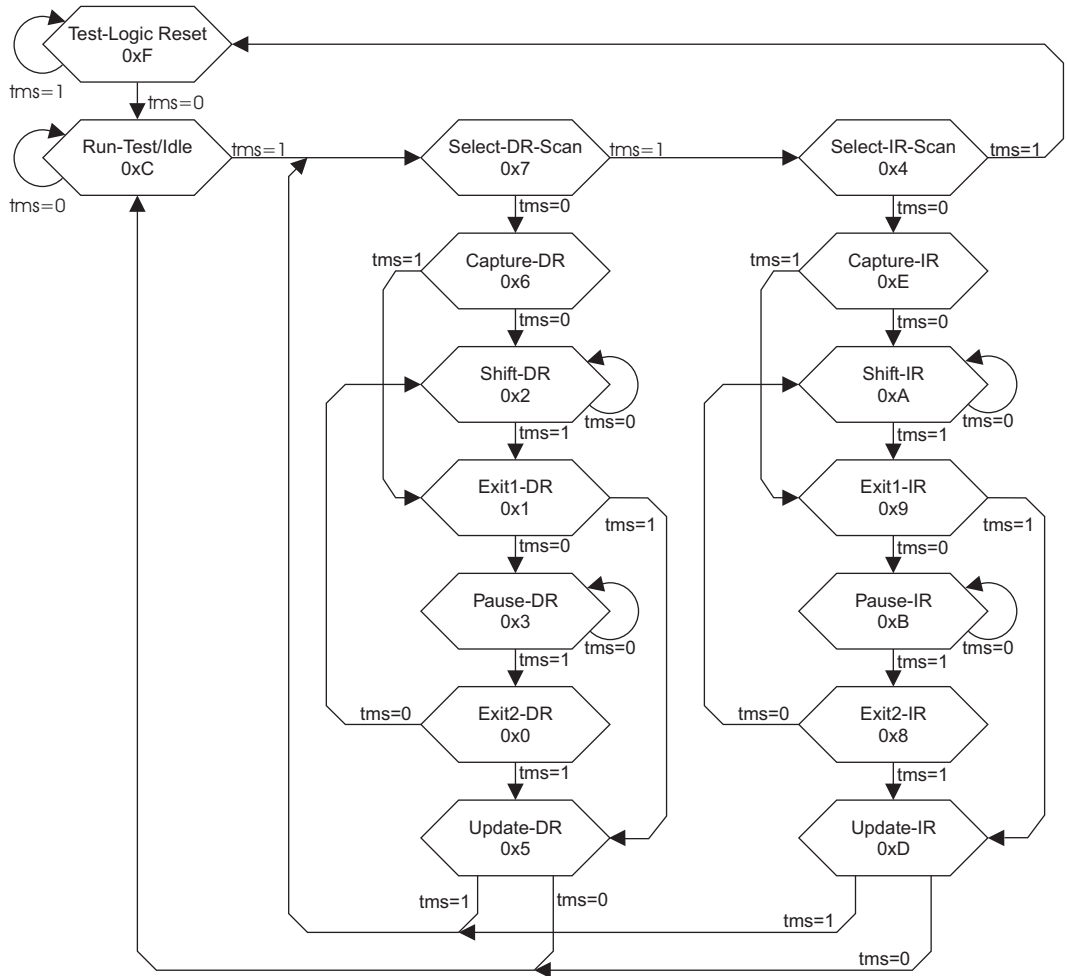 Test-Logic Reset
0xF
tms=1
tms=0
Run-Test/Idle
0xC
tms=1
tms=0
Select-DR-Scan
0x7
tms=1
Select-IR-Scan
0x4
tms=1
tms=0
tms=0
tms=1
Capture-DR
0x6
tms=1
Capture-IR
0xE
tms=0
tms=0
Shift-DR
0x2
tms=0
Shift-IR
0xA
tms=0
tms=1
tms=1
Exit1-DR
0x1
tms=1
Exit1-IR
0x9
tms=1
tms=0
tms=0
Pause-DR
0x3
tms=0
Pause-IR
0xB
tms=0
tms=1
tms=1
tms=0
Exit2-DR
0x0
tms=0
Exit2-IR
0x8
tms=1
tms=1
Update-DR
0x5
Update-IR
0xD
tms=1
tms=0
tms=1
tms=0